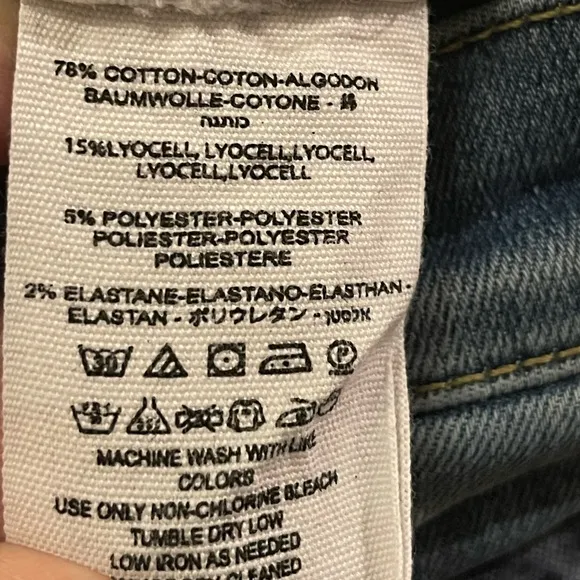 78% COTTON-COTON-ALGODON
BAUMWOLLE-COTONE - 綿
כותנה
15%LYOCELL, LYOCELL,LYOCELL,
LYOCELL,LYOCELL
5% POLYESTER-POLYESTER
POLIESTER-POLYESTER
POLIESTERE
2% ELASTANE-ELASTANO-ELASTHAN-
ELASTAN - ポリウレタン - אלסטן
30
P
MACHINE WASH WITH LIKE
COLORS
USE ONLY NON-CHLORINE BLEACH
TUMBLE DRY LOW
LOW IRON AS NEEDED
CLEANED